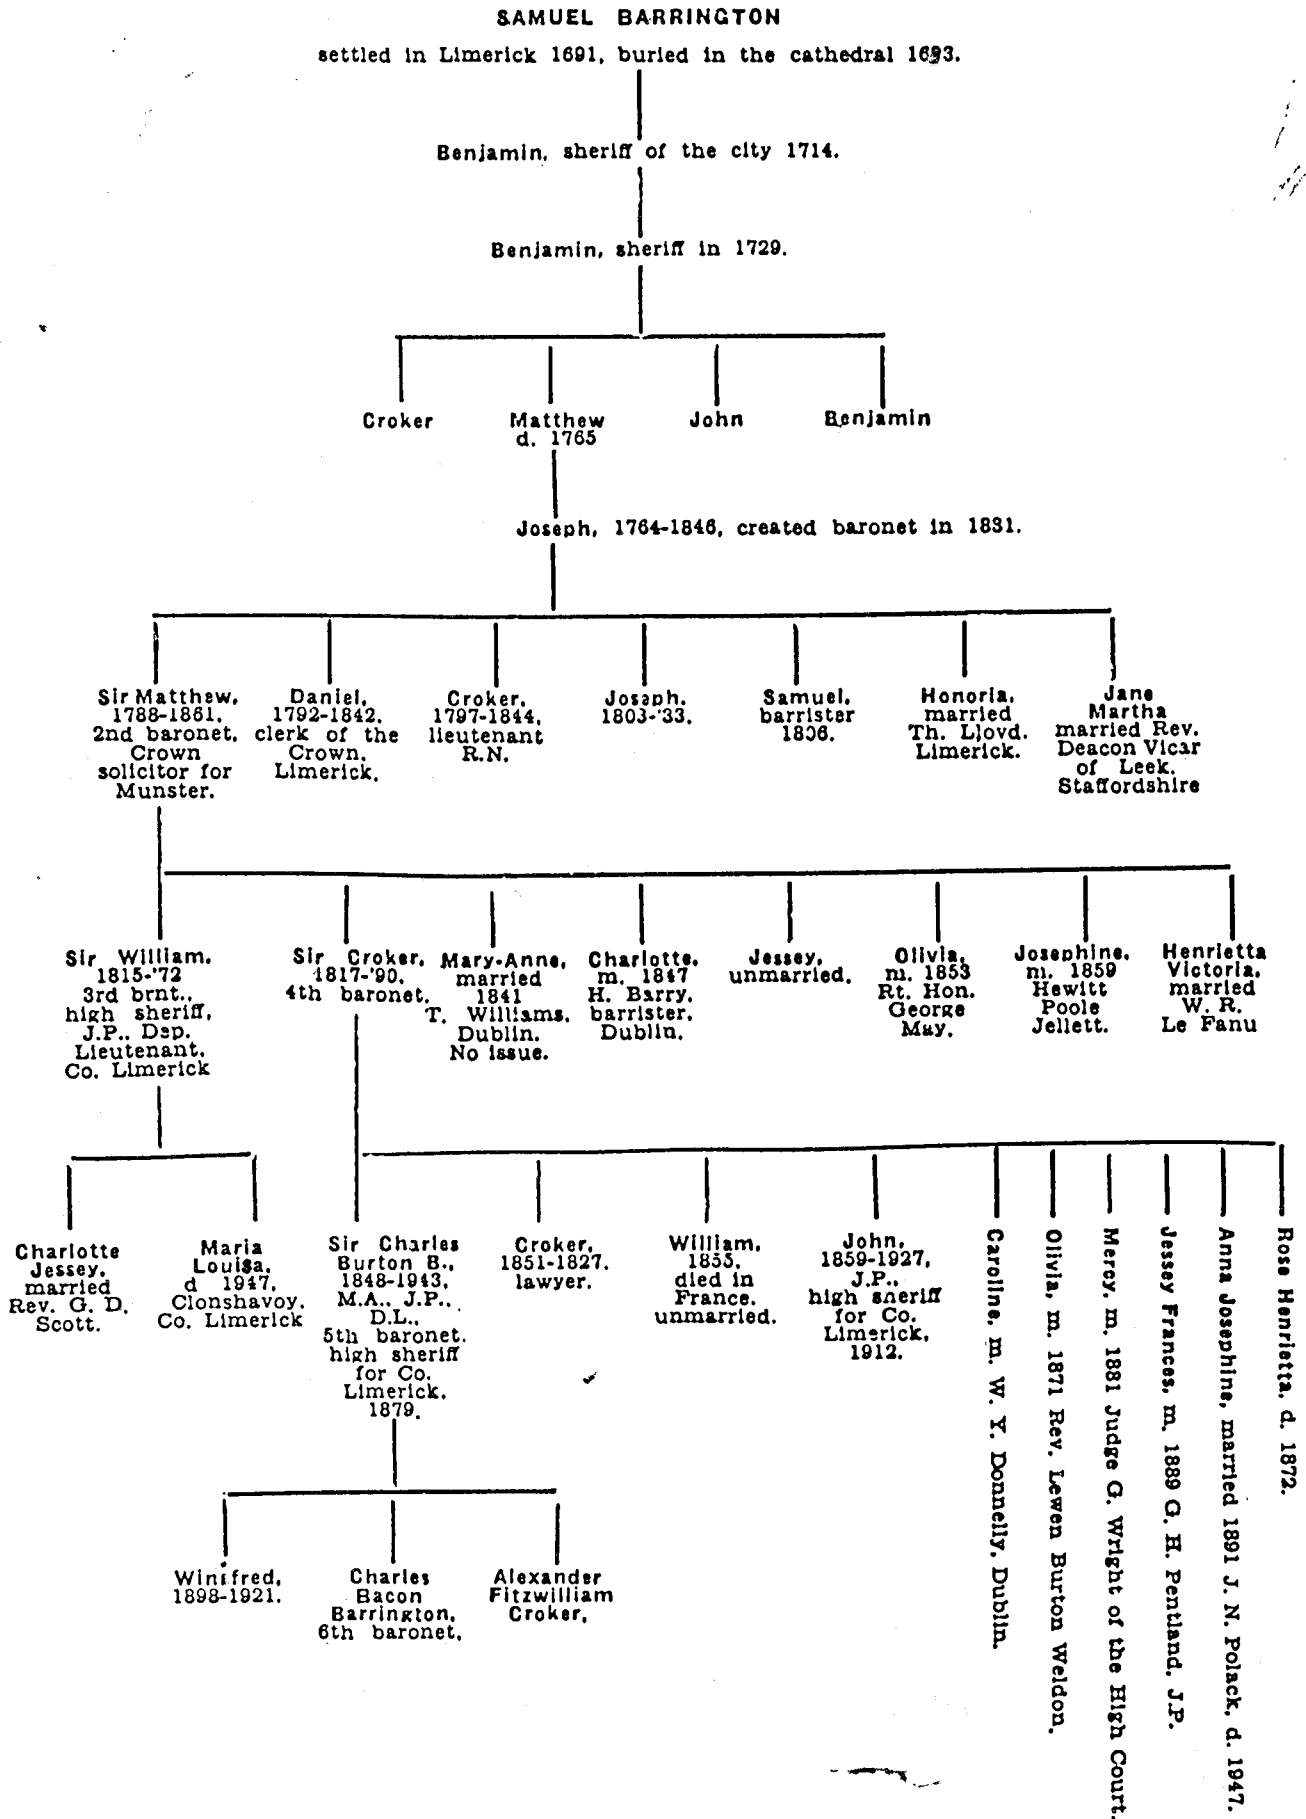 SAMUEL BARRINGTON
settled in Limerick 1691, buried in the cathedral 1693.
Benjamin, sheriff of the city 1714.
Benjamin, sheriff in 1729.
Croker
Matthew
d. 1765
John
Benjamin
Joseph, 1764-1846, created baronet in 1831.
Sir Matthew,
1788-1861,
2nd baronet,
Crown
solicitor for
Munster.
Daniel,
1792-1842,
clerk of the
Crown,
Limerick.
Croker,
1797-1844,
lieutenant
R.N.
Joseph,
1803-'33.
Samuel,
barrister
1806.
Honoria,
married
Th. Lloyd.
Limerick.
Jane
Martha
married Rev.
Deacon Vicar
of Leek,
Staffordshire
Sir William,
1815-'72
3rd brnt.,
high sheriff,
J.P., Dep.
Lieutenant,
Co. Limerick
Sir Croker,
1817-'90,
4th baronet.
Mary-Anne,
married
1841
T. Williams,
Dublin.
No issue.
Charlotte,
m. 1847
H. Barry,
barrister,
Dublin.
Jessey,
unmarried.
Olivia,
m. 1853
Rt. Hon.
George
May.
Josephine,
m. 1859
Hewitt
Poole
Jellett.
Henrietta
Victoria,
married
W. R.
Le Fanu
Charlotte
Jessey,
married
Rev. G. D.
Scott.
Maria
Louisa,
d 1947,
Clonshavoy,
Co. Limerick
Sir Charles
Burton B.,
1848-1943,
M.A., J.P.,
D.L.,
5th baronet,
high sheriff
for Co.
Limerick,
1879.
Croker,
1851-1827,
lawyer.
William,
1855,
died in
France,
unmarried.
John,
1859-1927,
J.P.,
high sheriff
for Co.
Limerick,
1912.
Caroline, m. W. Y. Donnelly, Dublin.
Olivia, m. 1871 Rev. Lewen Burton Weldon.
Mercy, m. 1881 Judge G. Wright of the High Court.
Jessey Frances, m. 1889 G. H. Pentland, J.P.
Anna Josephine, married 1891 J. N. Polack, d. 1947.
Rose Henrietta, d. 1872.
Winifred,
1898-1921.
Charles
Bacon
Barrington,
6th baronet,
Alexander
Fitzwilliam
Croker,